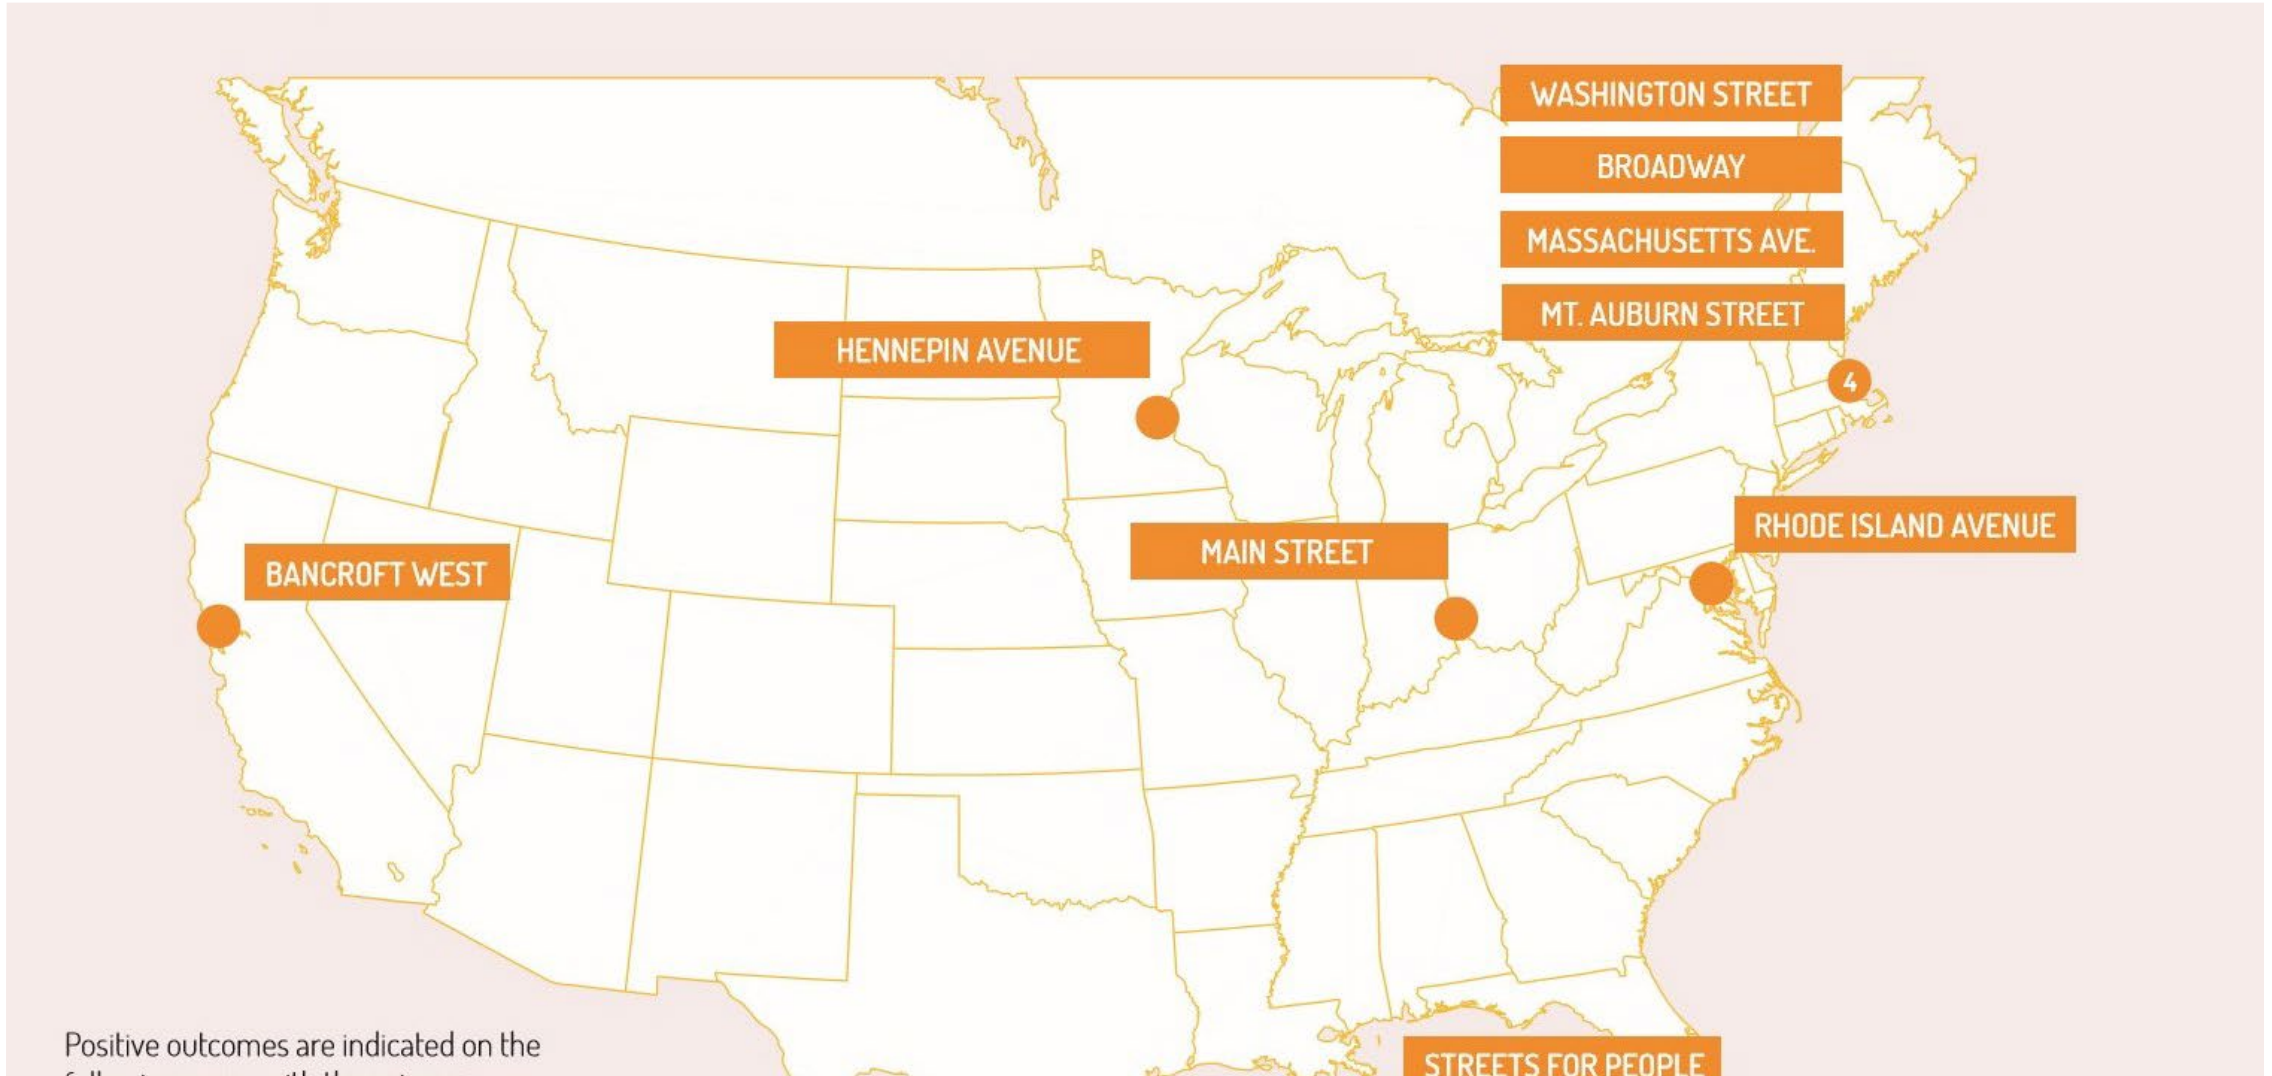 WASHINGTON STREET
BROADWAY
MASSACHUSETTS AVE.
MT. AUBURN STREET
HENNEPIN AVENUE
4
RHODE ISLAND AVENUE
MAIN STREET
BANCROFT WEST
Positive outcomes are indicated on the
STREETS FOR PEOPLE